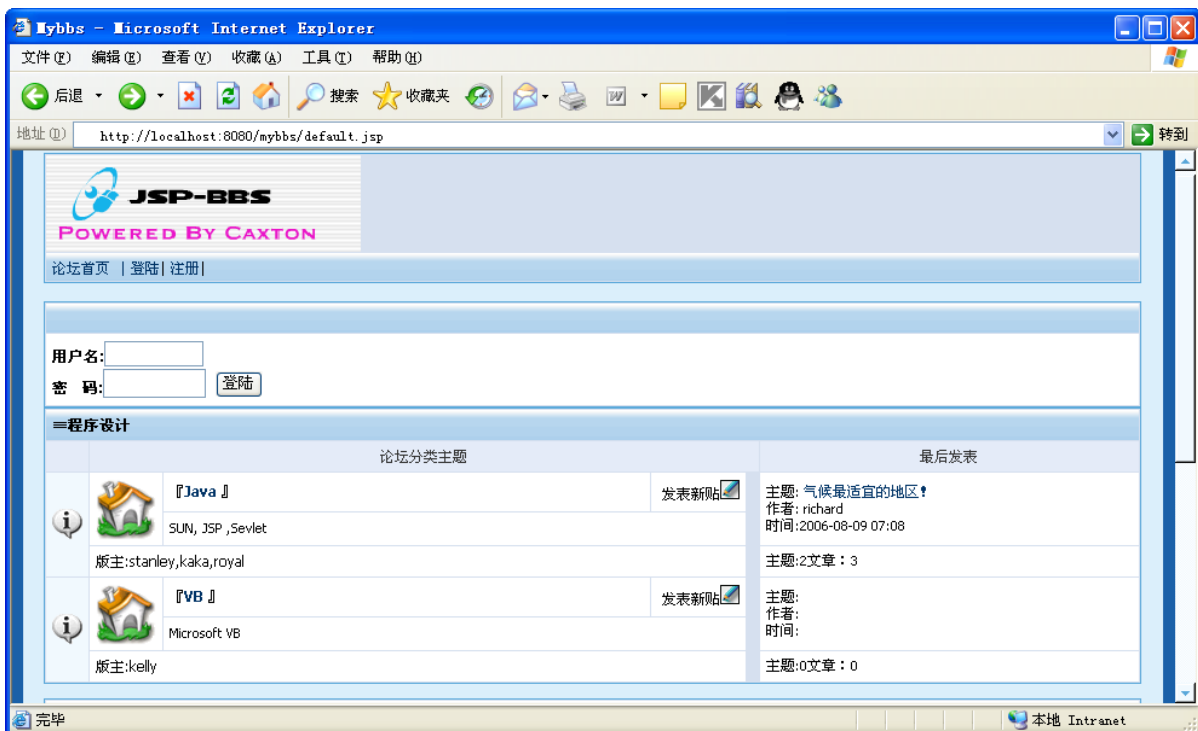 Mybbs - Microsoft Internet Explorer
文件(F) 编辑(E) 查看(V) 收藏(A) 工具(T) 帮助(H)
后退 搜索 收藏夹
地址(D) http://localhost:8080/mybbs/default.jsp 转到
JSP-BBS
POWERED BY CAXTON
论坛首页 |登陆|注册|
用户名:
密 码: 登陆
≡程序设计
论坛分类主题 最后发表
『Java 』 发表新贴
主题: 气候最适宜的地区!
作者: richard
时间:2006-08-09 07:08
SUN, JSP ,Sevlet
版主:stanley,kaka,royal 主题:2文章:3
『VB 』 发表新贴
主题:
作者:
时间:
Microsoft VB
版主:kelly 主题:0文章:0
完毕 本地 Intranet